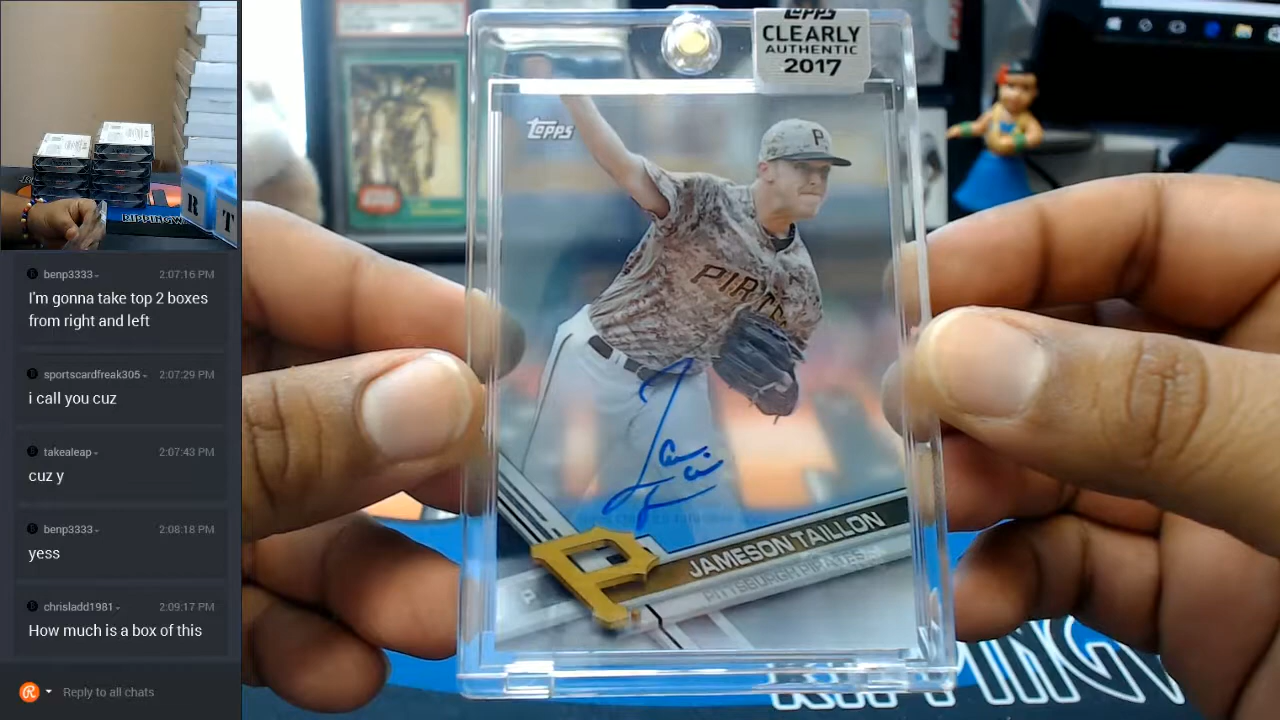 RIPPINGW
R
T
benp3333
2:07:16 PM
I'm gonna take top 2 boxes
from right and left
sportscardfreak305
2:07:29 PM
i call you cuz
takealeap
2:07:43 PM
cuz y
benp3333
2:08:18 PM
yess
chrisladd1981
2:09:17 PM
How much is a box of this
Reply to all chats
Topps
CLEARLY
AUTHENTIC
2017
Topps
P
PIRATE
P
JAMESON TAILLON
PITTSBURGH PIRATES
RIPPINGW